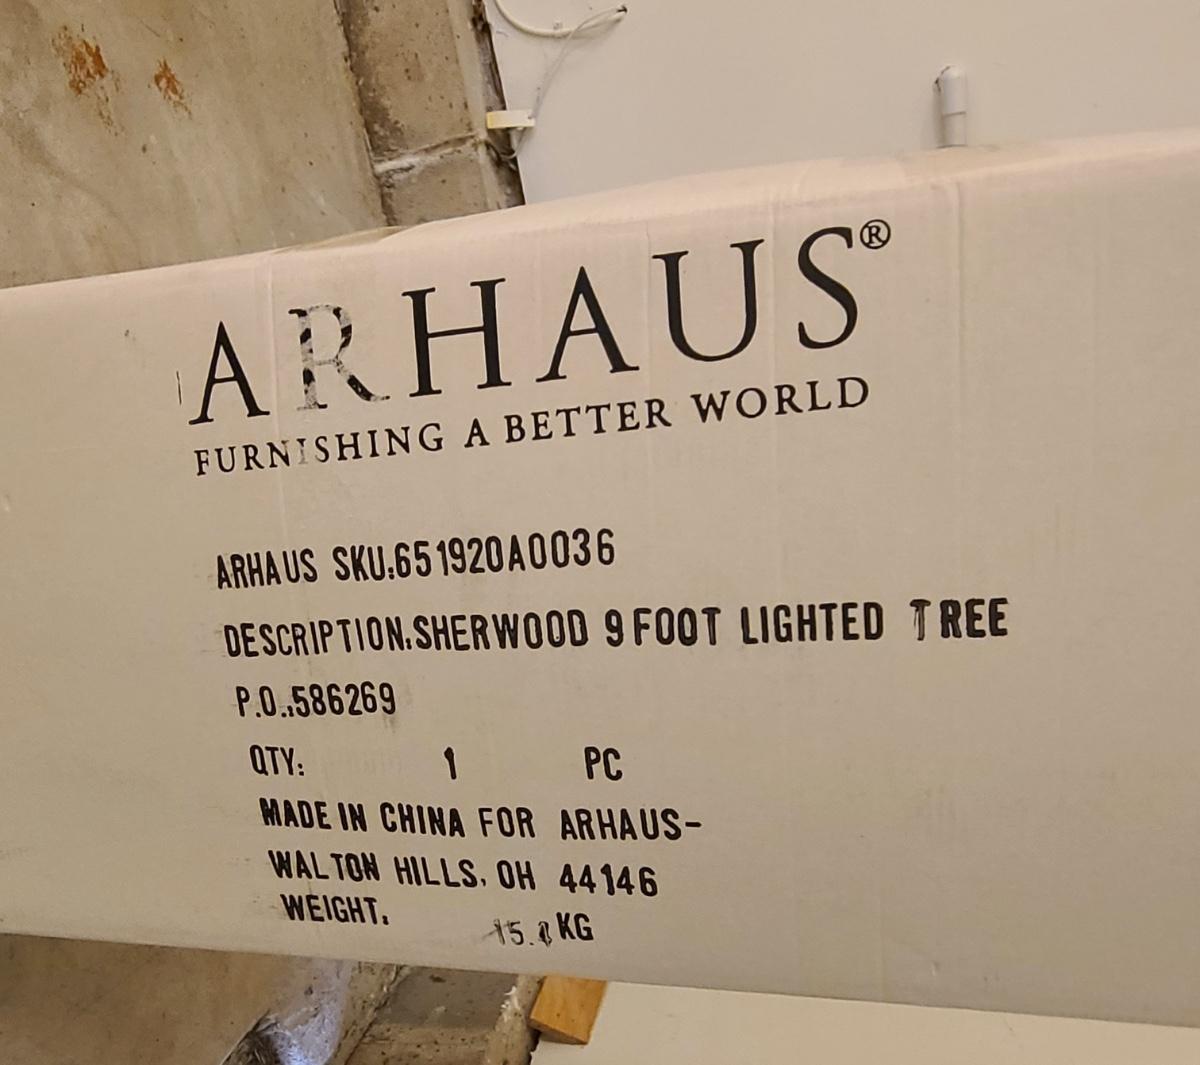 ARHAUS®
FURNISHING A BETTER WORLD
ARHAUS SKU:651920A0036
DESCRIPTION:SHERWOOD 9 FOOT LIGHTED TREE
P.O.:586269
QTY: 1 PC
MADE IN CHINA FOR ARHAUS-
WALTON HILLS, OH 44146
WEIGHT: KG